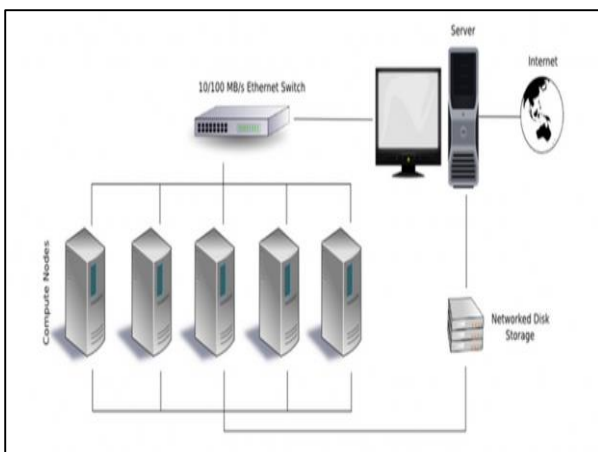 Server
Internet
10/100 MB/s Ethernet Switch
Compute Nodes
Networked Disk
Storage